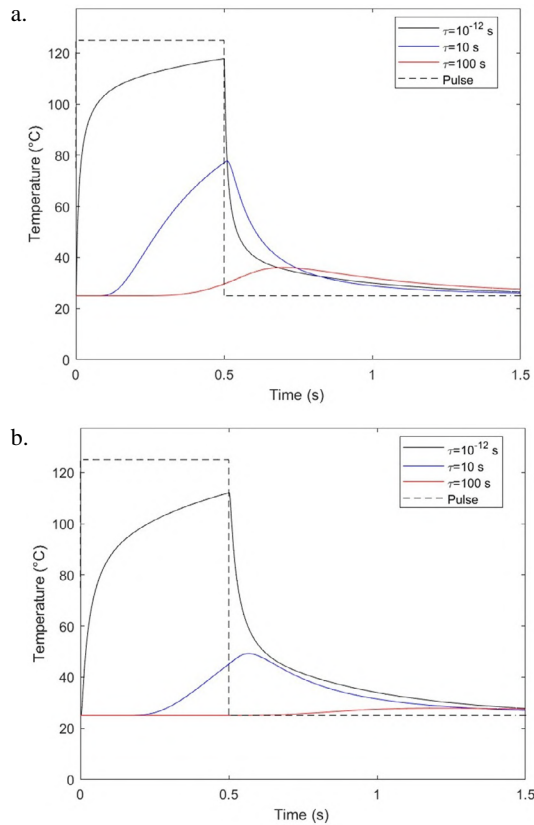 a.
τ=10⁻¹² s
τ=10 s
τ=100 s
Pulse
120
100
80
60
40
20
0
Temperature (°C)
0
0.5
1
1.5
Time (s)
b.
τ=10⁻¹² s
τ=10 s
τ=100 s
Pulse
120
100
80
60
40
20
0
Temperature (°C)
0
0.5
1
1.5
Time (s)